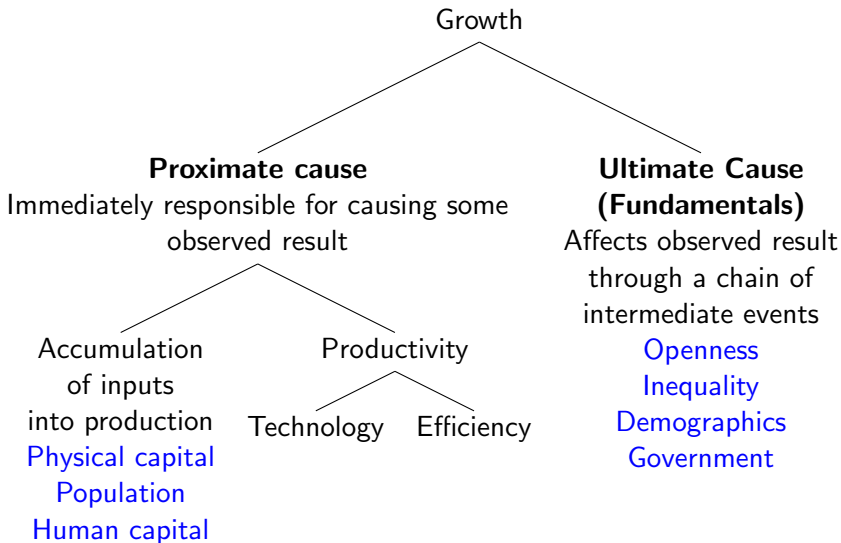 Growth
Proximate cause
Immediately responsible for causing some
observed result
Ultimate Cause
(Fundamentals)
Affects observed result
through a chain of
intermediate events
Openness
Inequality
Demographics
Government
Accumulation
of inputs
into production
Physical capital
Population
Human capital
Productivity
Technology
Efficiency